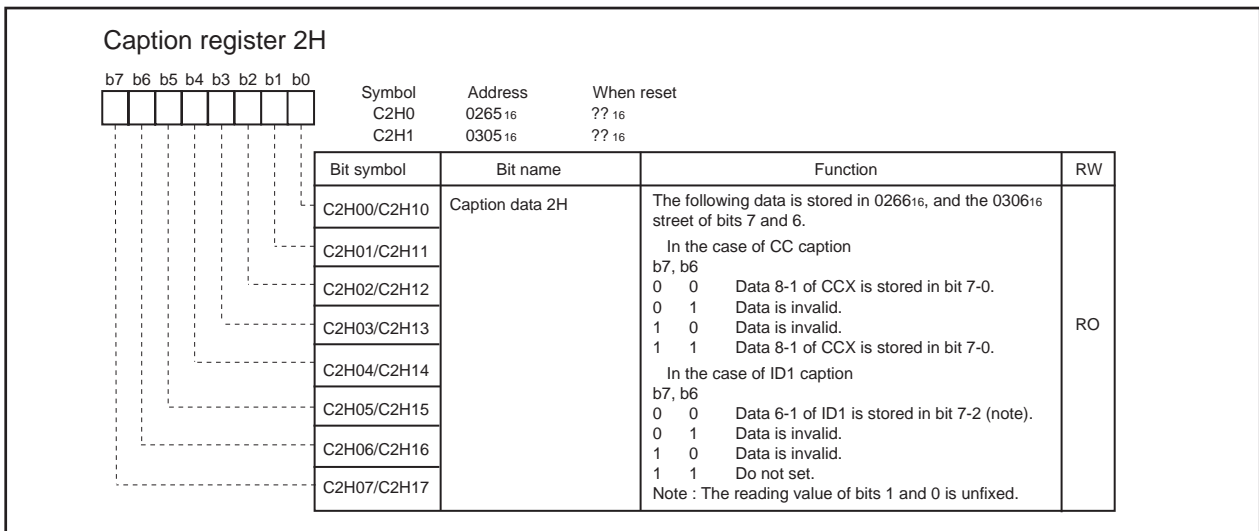 Caption register 2H
b7 b6 b5 b4 b3 b2 b1 b0
Symbol Address When reset
C2H0 0265 16 ?? 16
C2H1 0305 16 ?? 16
Bit symbol Bit name Function RW
C2H00/C2H10 Caption data 2H The following data is stored in 026616, and the 030616
street of bits 7 and 6.
In the case of CC caption
C2H01/C2H11
b7, b6
0 0 Data 8-1 of CCX is stored in bit 7-0.
C2H02/C2H12
0 1 Data is invalid.
1 0 Data is invalid.
C2H03/C2H13
RO
1 1 Data 8-1 of CCX is stored in bit 7-0.
C2H04/C2H14
In the case of ID1 caption
b7, b6
C2H05/C2H15
0 0 Data 6-1 of ID1 is stored in bit 7-2 (note).
0 1 Data is invalid.
C2H06/C2H16
1 0 Data is invalid.
1 1 Do not set.
C2H07/C2H17
Note : The reading value of bits 1 and 0 is unfixed.